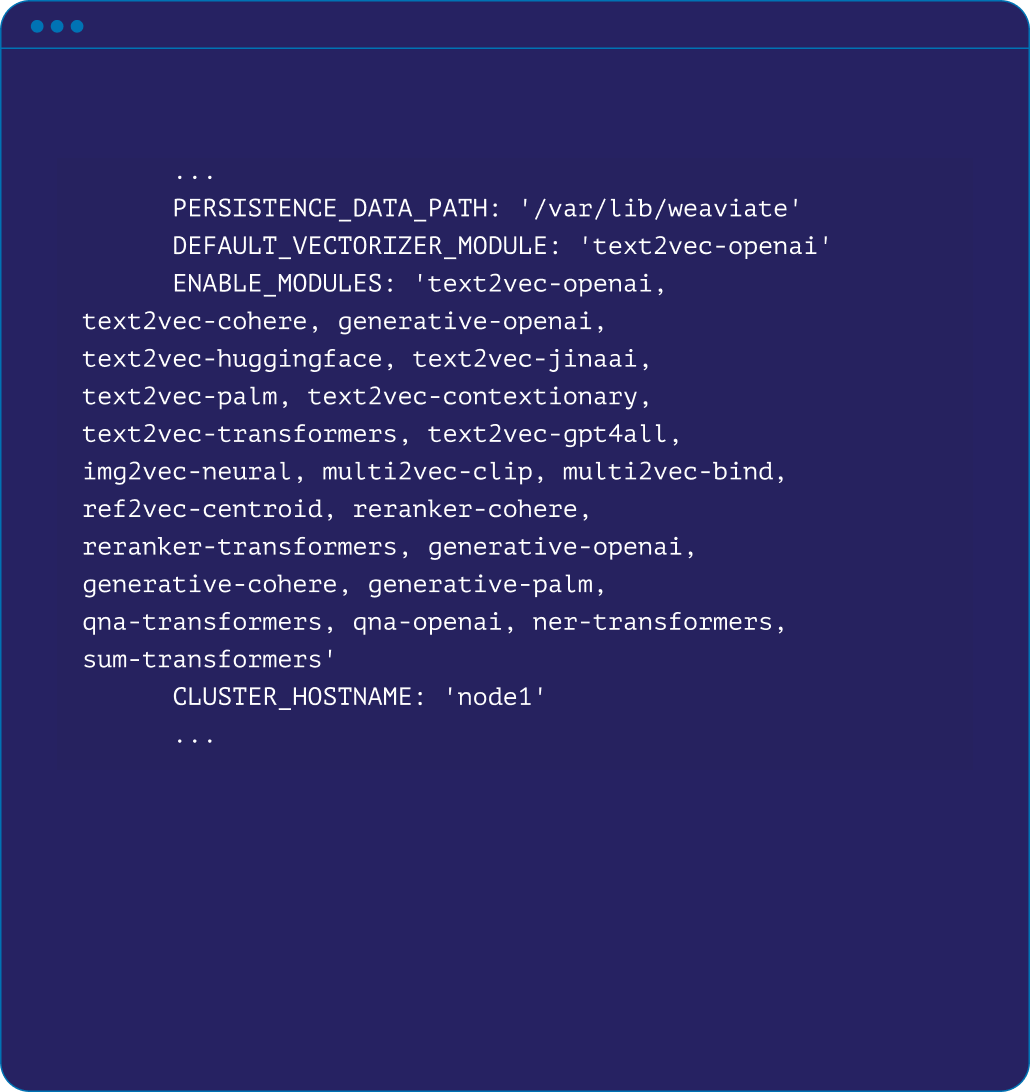 ...
PERSISTENCE_DATA_PATH: '/var/lib/weaviate'
DEFAULT_VECTORIZER_MODULE: 'text2vec-openai'
ENABLE_MODULES: 'text2vec-openai,
text2vec-cohere, generative-openai,
text2vec-huggingface, text2vec-jinaai,
text2vec-palm, text2vec-contextionary,
text2vec-transformers, text2vec-gpt4all,
img2vec-neural, multi2vec-clip, multi2vec-bind,
ref2vec-centroid, reranker-cohere,
reranker-transformers, generative-openai,
generative-cohere, generative-palm,
qna-transformers, qna-openai, ner-transformers,
sum-transformers'
CLUSTER_HOSTNAME: 'node1'
...